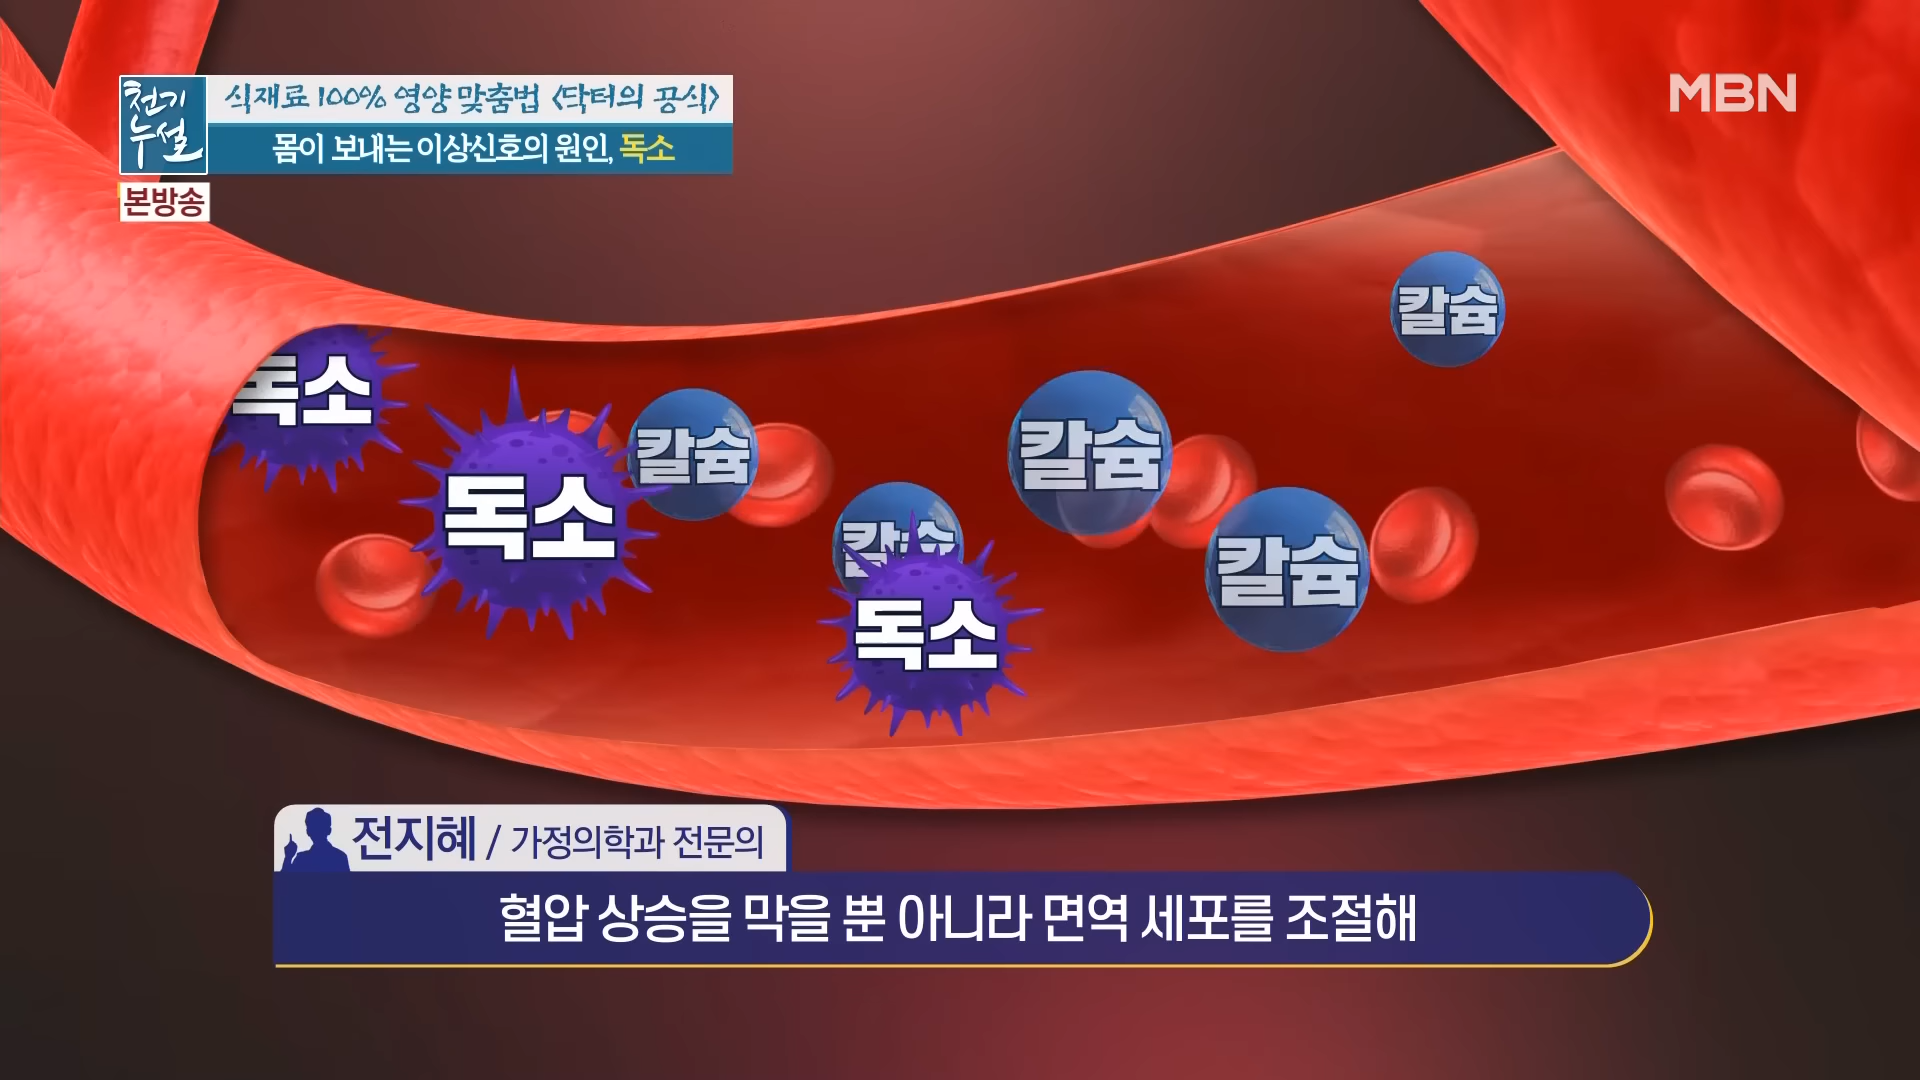 천기누설
식재료 100% 영양 맞춤법 <닥터의 공식>
몸이 보내는 이상신호의 원인, 독소
본방송
MBN
칼슘
독소
칼슘
칼슘
독소
칼슘
칼슘
독소
전지혜 / 가정의학과 전문의
혈압 상승을 막을 뿐 아니라 면역 세포를 조절해